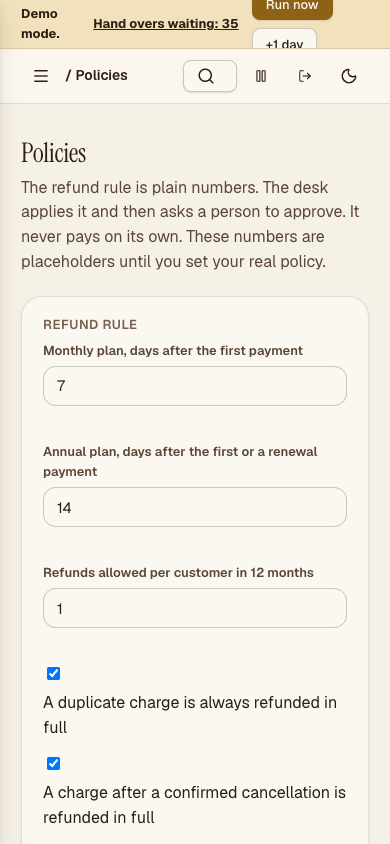 Demo mode.
Hand overs waiting: 35
Run now
+1 day
/ Policies
Policies
The refund rule is plain numbers. The desk
applies it and then asks a person to approve. It
never pays on its own. These numbers are
placeholders until you set your real policy.
REFUND RULE
Monthly plan, days after the first payment
7
Annual plan, days after the first or a renewal
payment
14
Refunds allowed per customer in 12 months
1
A duplicate charge is always refunded in
full
A charge after a confirmed cancellation is
refunded in full